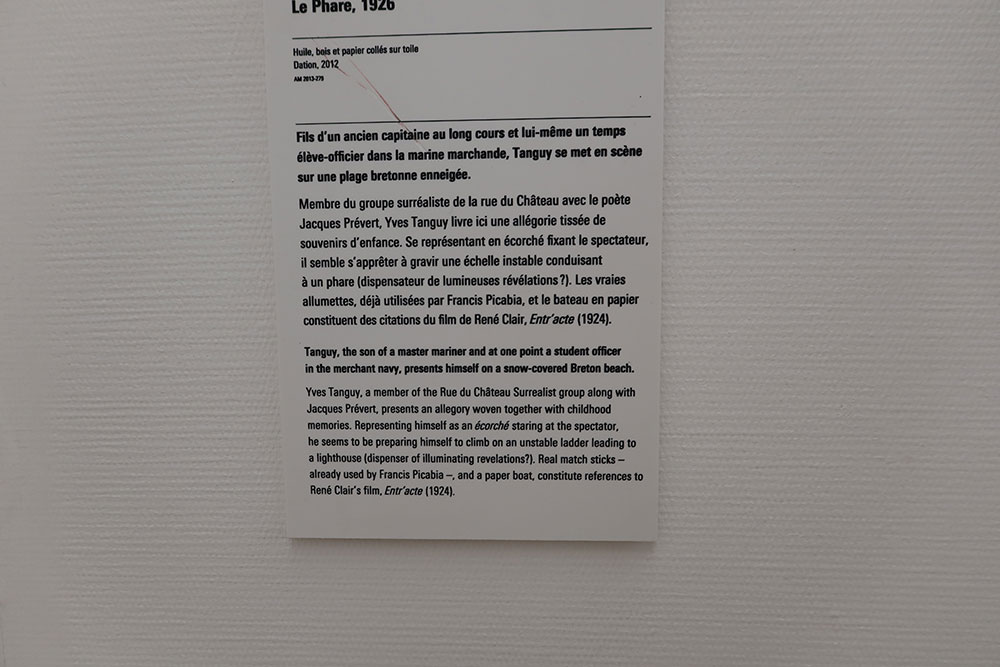 Le Phare, 1926
Huile, bois et papier collés sur toile
Dation, 2012
AM 2013-279
Fils d'un ancien capitaine au long cours et lui-même un temps
élève-officier dans la marine marchande, Tanguy se met en scène
sur une plage bretonne enneigée.
Membre du groupe surréaliste de la rue du Château avec le poète
Jacques Prévert, Yves Tanguy livre ici une allégorie tissée de
souvenirs d'enfance. Se représentant en écorché fixant le spectateur,
il semble s'apprêter à gravir une échelle instable conduisant
à un phare (dispensateur de lumineuses révélations ?). Les vraies
allumettes, déjà utilisées par Francis Picabia, et le bateau en papier
constituent des citations du film de René Clair, Entr'acte (1924).
Tanguy, the son of a master mariner and at one point a student officer
in the merchant navy, presents himself on a snow-covered Breton beach.
Yves Tanguy, a member of the Rue du Château Surrealist group along with
Jacques Prévert, presents an allegory woven together with childhood
memories. Representing himself as an écorché staring at the spectator,
he seems to be preparing himself to climb on an unstable ladder leading to
a lighthouse (dispenser of illuminating revelations?). Real match sticks –
already used by Francis Picabia –, and a paper boat, constitute references to
René Clair's film, Entr'acte (1924).